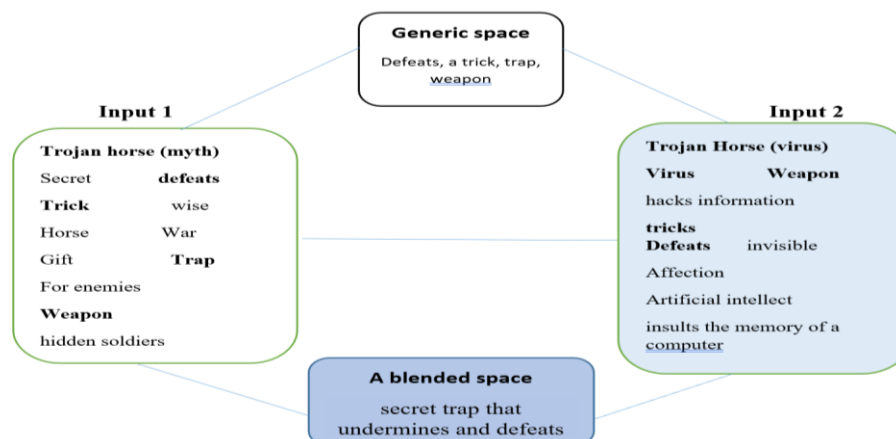 Generic space
Defeats, a trick, trap,
weapon
Input 1
Input 2
Trojan horse (myth)
Secret defeats
Trick wise
Horse War
Gift Trap
For enemies
Weapon
hidden soldiers
Trojan Horse (virus)
Virus Weapon
hacks information
tricks
Defeats invisible
Affection
Artificial intellect
insults the memory of a
computer
A blended space
secret trap that
undermines and defeats